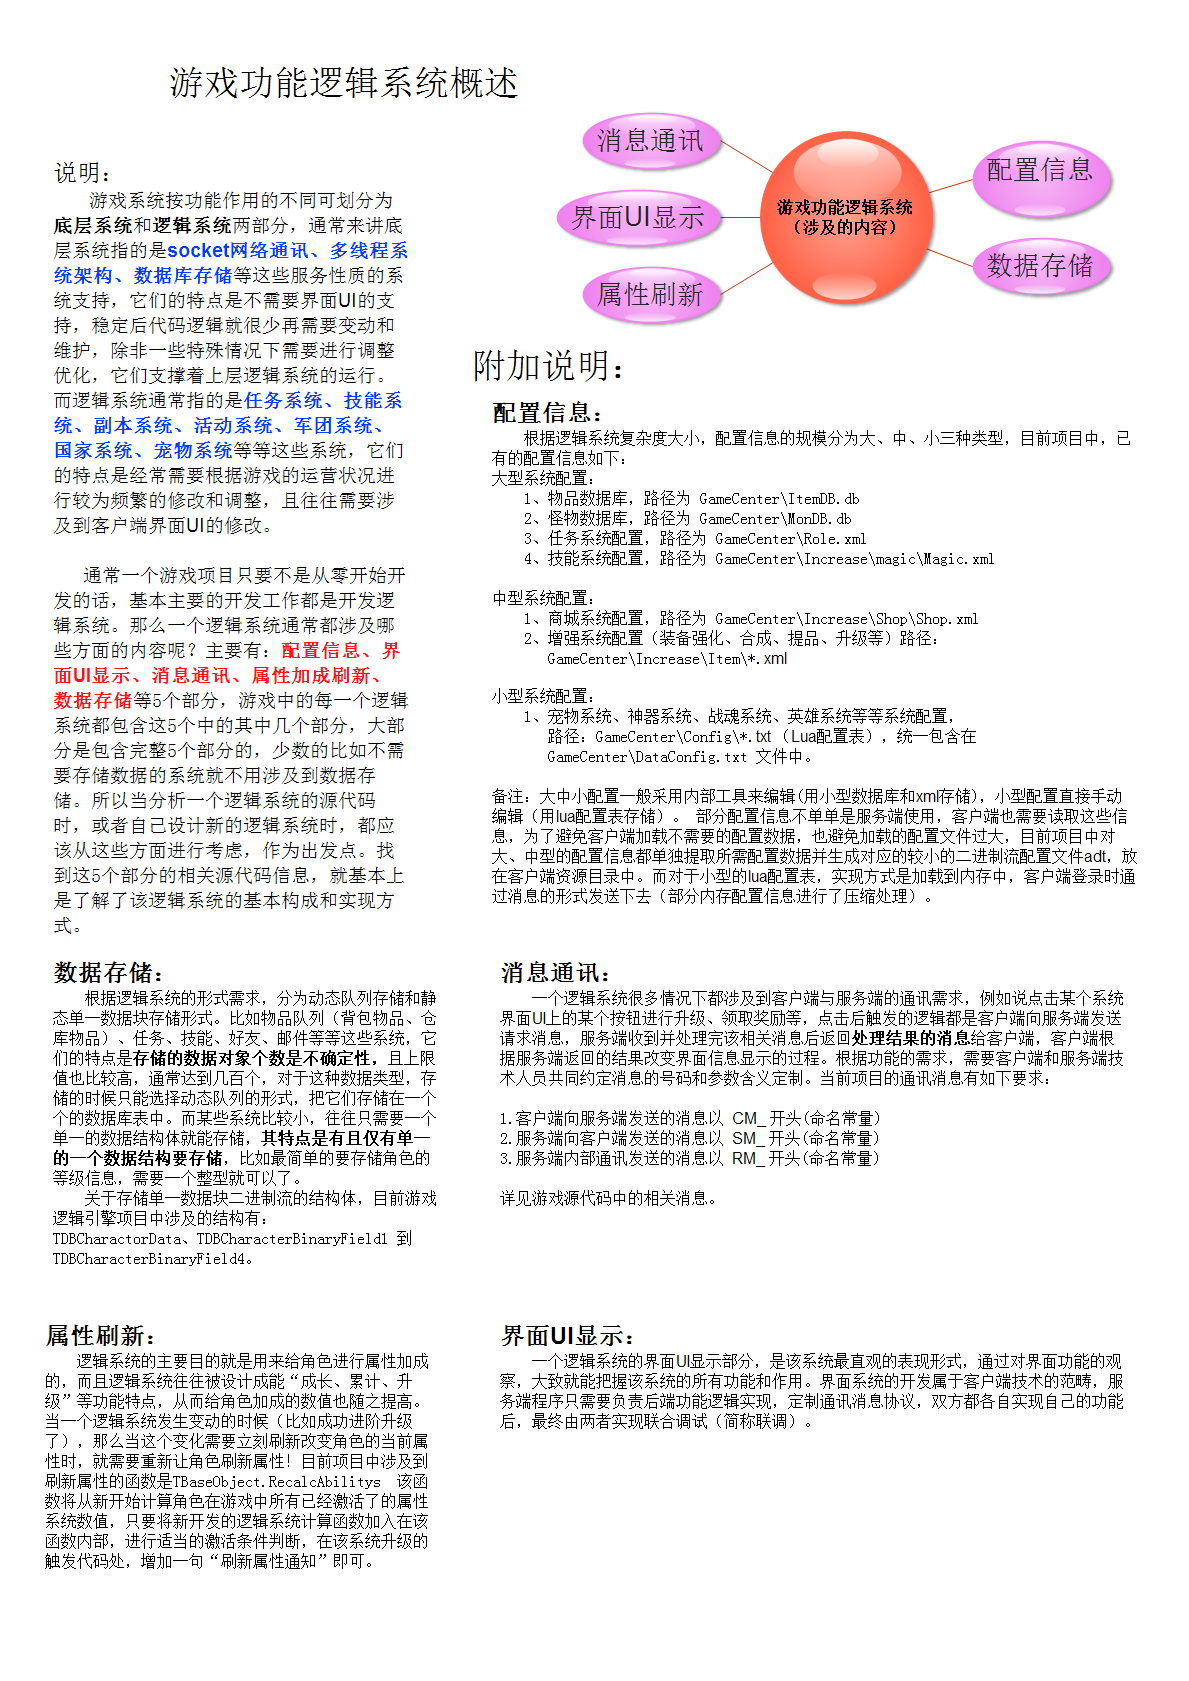 游戏功能逻辑系统概述
消息通讯
界面UI显示
属性刷新
游戏功能逻辑系统
(涉及的内容)
配置信息
数据存储
说明：
游戏系统按功能作用的不同可划分为
底层系统和逻辑系统两部分，通常来讲底
层系统指的是socket网络通讯、多线程系
统架构、数据库存储等这些服务性质的系
统支持，它们的特点是不需要界面UI的支
持，稳定后代码逻辑就很少再需要变动和
维护，除非一些特殊情况下需要进行调整
优化，它们支撑着上层逻辑系统的运行。
而逻辑系统通常指的是任务系统、技能系
统、副本系统、活动系统、军团系统、
国家系统、宠物系统等等这些系统，它们
的特点是经常需要根据游戏的运营状况进
行较为频繁的修改和调整，且往往需要涉
及到客户端界面UI的修改。
通常一个游戏项目只要不是从零开始开
发的话，基本主要的开发工作都是开发逻
辑系统。那么一个逻辑系统通常都涉及哪
些方面的内容呢？主要有：配置信息、界
面UI显示、消息通讯、属性加成刷新、
数据存储等5个部分，游戏中的每一个逻辑
系统都包含这5个中的其中几个部分，大部
分是包含完整5个部分的，少数的比如不需
要存储数据的系统就不用涉及到数据存
储。所以当分析一个逻辑系统的源代码
时，或者自己设计新的逻辑系统时，都应
该从这些方面进行考虑，作为出发点。找
到这5个部分的相关源代码信息，就基本上
是了解了该逻辑系统的基本构成和实现方
式。
附加说明：
配置信息：
根据逻辑系统复杂度大小，配置信息的规模分为大、中、小三种类型，目前项目中，已
有的配置信息如下：
大型系统配置：
1、物品数据库，路径为 GameCenter\ItemDB.db
2、怪物数据库，路径为 GameCenter\MonDB.db
3、任务系统配置，路径为 GameCenter\Role.xml
4、技能系统配置，路径为 GameCenter\Increase\magic\Magic.xml
中型系统配置：
1、商城系统配置，路径为 GameCenter\Increase\Shop\Shop.xml
2、增强系统配置（装备强化、合成、提品、升级等）路径：
GameCenter\Increase\Item\*.xml
小型系统配置：
1、宠物系统、神器系统、战魂系统、英雄系统等等系统配置，
路径：GameCenter\Config\*.txt（Lua配置表），统一包含在
GameCenter\DataConfig.txt 文件中。
备注：大中小配置一般采用内部工具来编辑(用小型数据库和xml存储)，小型配置直接手动
编辑（用lua配置表存储）。 部分配置信息不单单是服务端使用，客户端也需要读取这些信
息，为了避免客户端加载不需要的配置数据，也避免加载的配置文件过大，目前项目中对
大、中型的配置信息都单独提取所需配置数据并生成对应的较小的二进制流配置文件adt，放
在客户端资源目录中。而对于小型的lua配置表，实现方式是加载到内存中，客户端登录时通
过消息的形式发送下去（部分内存配置信息进行了压缩处理）。
数据存储：
根据逻辑系统的形式需求，分为动态队列存储和静
态单一数据块存储形式。比如物品队列（背包物品、仓
库物品）、任务、技能、好友、邮件等等这些系统，它
们的特点是存储的数据对象个数是不确定性，且上限
值也比较高，通常达到几百个，对于这种数据类型，存
储的时候只能选择动态队列的形式，把它们存储在一个
个的数据库表中。而某些系统比较小，往往只需要一个
单一的数据结构体就能存储，其特点是有且仅有单一
的一个数据结构要存储，比如最简单的要存储角色的
等级信息，需要一个整型就可以了。
关于存储单一数据块二进制流的结构体，目前游戏
逻辑引擎项目中涉及的结构有：
TDBCharactorData、TDBCharacterBinaryField1 到
TDBCharacterBinaryField4。
消息通讯：
一个逻辑系统很多情况下都涉及到客户端与服务端的通讯需求，例如说点击某个系统
界面UI上的某个按钮进行升级、领取奖励等，点击后触发的逻辑都是客户端向服务端发送
请求消息，服务端收到并处理完该相关消息后返回处理结果的消息给客户端，客户端根
据服务端返回的结果改变界面信息显示的过程。根据功能的需求，需要客户端和服务端技
术人员共同约定消息的号码和参数含义定制。当前项目的通讯消息有如下要求：
1.客户端向服务端发送的消息以 CM_ 开头(命名常量)
2.服务端向客户端发送的消息以 SM_ 开头(命名常量)
3.服务端内部通讯发送的消息以 RM_ 开头(命名常量)
详见游戏源代码中的相关消息。
属性刷新：
逻辑系统的主要目的就是用来给角色进行属性加成
的，而且逻辑系统往往被设计成能“成长、累计、升
级”等功能特点，从而给角色加成的数值也随之提高。
当一个逻辑系统发生变动的时候（比如成功进阶升级
了），那么当这个变化需要立刻刷新改变角色的当前属
性时，就需要重新让角色刷新属性！目前项目中涉及到
刷新属性的函数是TBaseObject.RecalcAbilitys 该函
数将从新开始计算角色在游戏中所有已经激活了的属性
系统数值，只要将新开发的逻辑系统计算函数加入在该
函数内部，进行适当的激活条件判断，在该系统升级的
触发代码处，增加一句“刷新属性通知”即可。
界面UI显示：
一个逻辑系统的界面UI显示部分，是该系统最直观的表现形式，通过对界面功能的观
察，大致就能把握该系统的所有功能和作用。界面系统的开发属于客户端技术的范畴，服
务端程序只需要负责后端功能逻辑实现，定制通讯消息协议，双方都各自实现自己的功能
后，最终由两者实现联合调试（简称联调）。